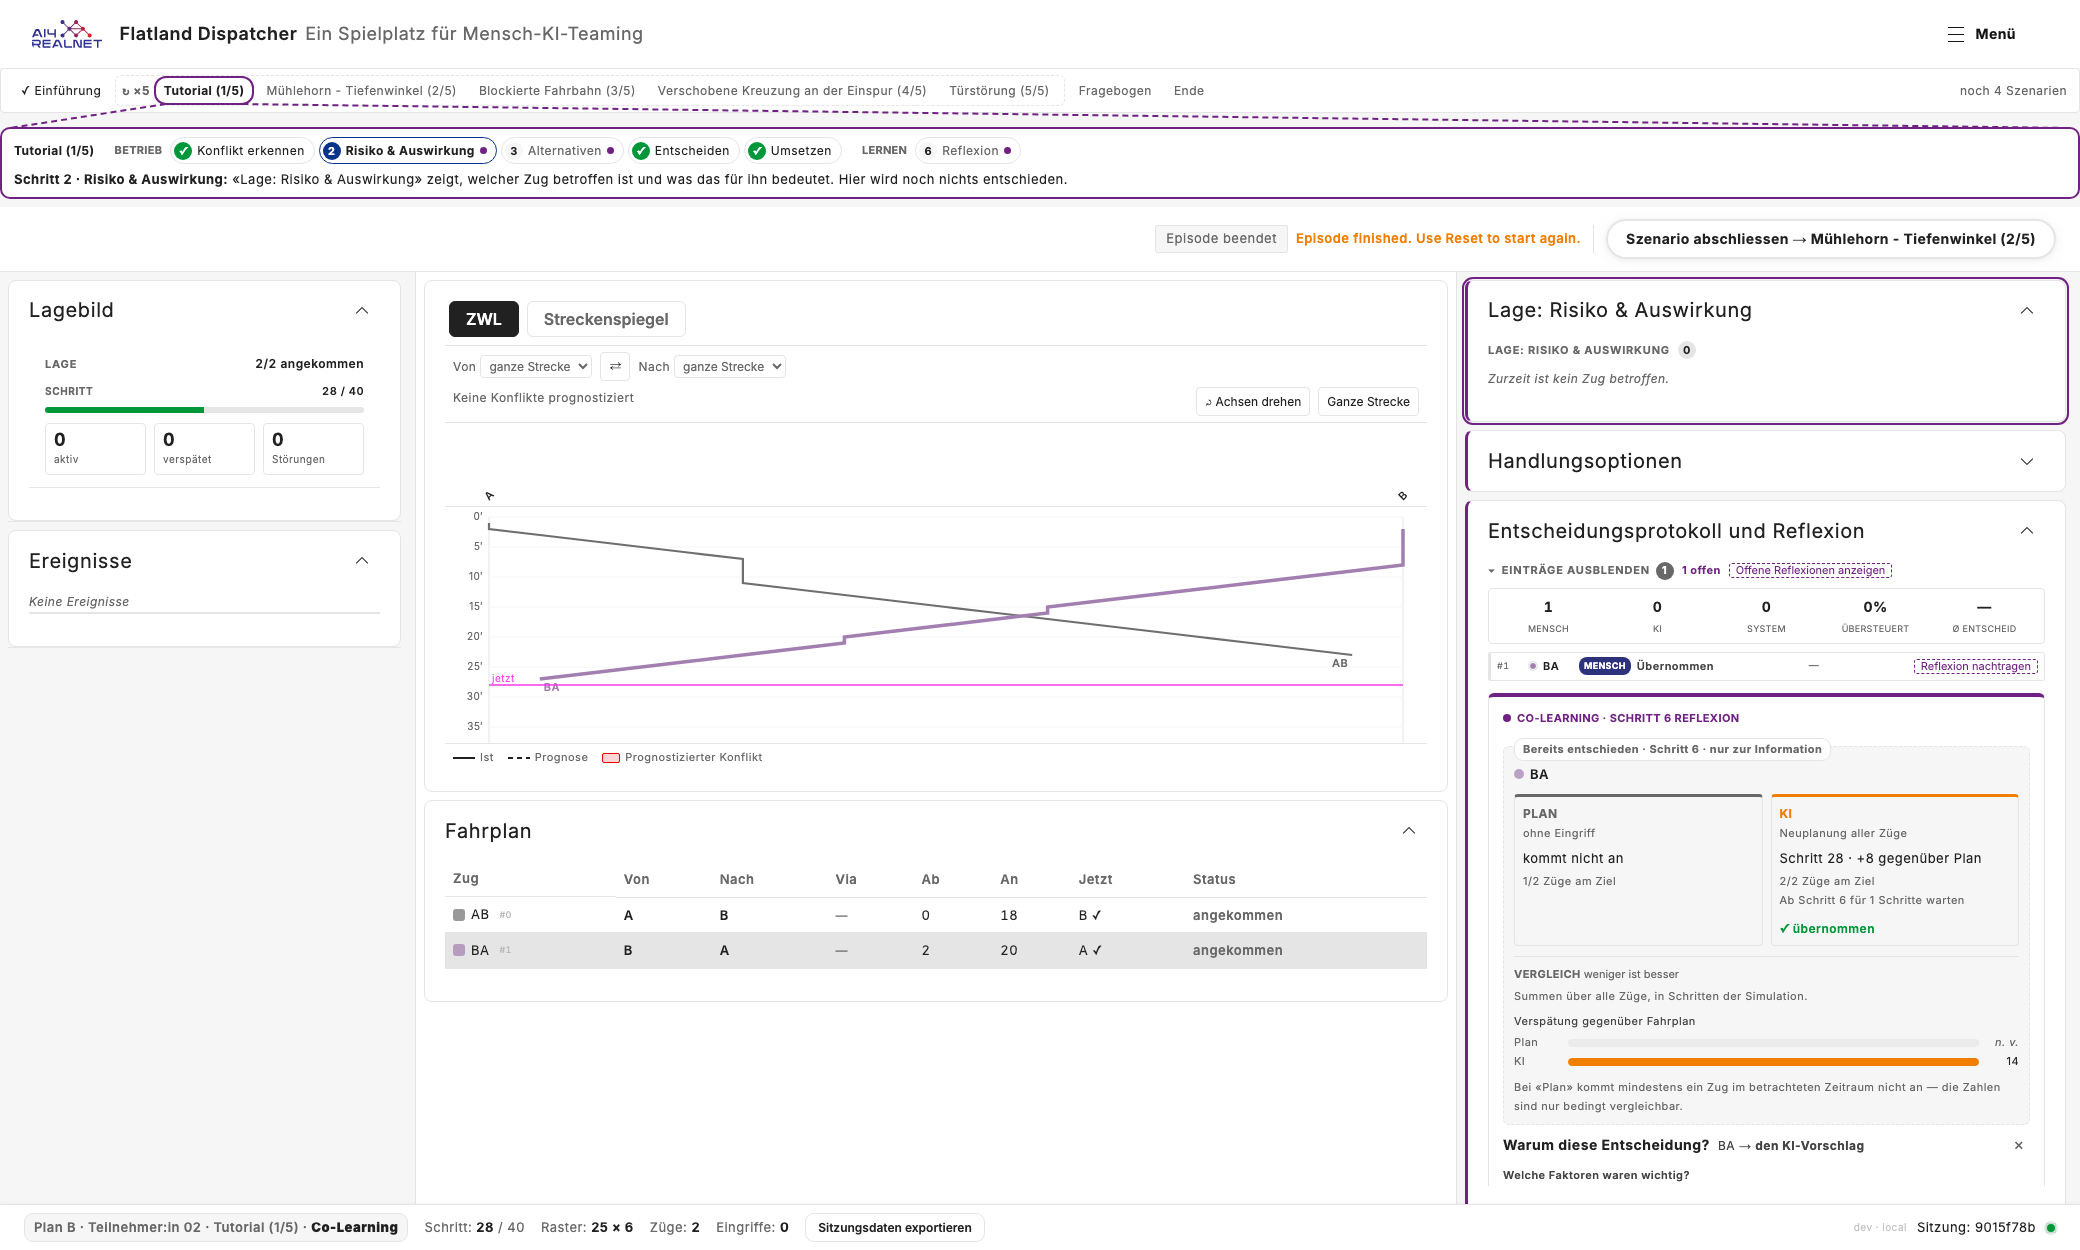 AI4 REALNET
Flatland Dispatcher Ein Spielplatz für Mensch-KI-Teaming
Menü
✓ Einführung ↻ ×5 Tutorial (1/5) Mühlehorn - Tiefenwinkel (2/5) Blockierte Fahrbahn (3/5) Verschobene Kreuzung an der Einspur (4/5) Türstörung (5/5) Fragebogen Ende noch 4 Szenarien
Tutorial (1/5) BETRIEB ✓ Konflikt erkennen 2 Risiko & Auswirkung 3 Alternativen ✓ Entscheiden ✓ Umsetzen LERNEN 6 Reflexion
Schritt 2 · Risiko & Auswirkung: «Lage: Risiko & Auswirkung» zeigt, welcher Zug betroffen ist und was das für ihn bedeutet. Hier wird noch nichts entschieden.
Episode beendet Episode finished. Use Reset to start again. Szenario abschliessen → Mühlehorn - Tiefenwinkel (2/5)
Lagebild
LAGE 2/2 angekommen
SCHRITT 28 / 40
0 0 0
aktiv verspätet Störungen
Ereignisse
Keine Ereignisse
ZWL Streckenspiegel
Von ganze Strecke ⇄ Nach ganze Strecke
Keine Konflikte prognostiziert
Achsen drehen Ganze Strecke
A B
0'
5'
10'
15'
20'
25'
30'
35'
AB
jetzt
BA
Ist Prognose Prognostizierter Konflikt
Fahrplan
Zug Von Nach Via Ab An Jetzt Status
AB #0 A B — 0 18 B ✓ angekommen
BA #1 B A — 2 20 A ✓ angekommen
Lage: Risiko & Auswirkung
LAGE: RISIKO & AUSWIRKUNG 0
Zurzeit ist kein Zug betroffen.
Handlungsoptionen
Entscheidungsprotokoll und Reflexion
EINTRÄGE AUSBLENDEN 1 1 offen Offene Reflexionen anzeigen
1 0 0 0% —
MENSCH KI SYSTEM ÜBERSTEUERT Ø ENTSCHEID
#1 BA MENSCH Übernommen — Reflexion nachtragen
CO-LEARNING · SCHRITT 6 REFLEXION
Bereits entschieden · Schritt 6 · nur zur Information
BA
PLAN
ohne Eingriff
kommt nicht an
1/2 Züge am Ziel
KI
Neuplanung aller Züge
Schritt 28 · +8 gegenüber Plan
2/2 Züge am Ziel
Ab Schritt 6 für 1 Schritte warten
✓ übernommen
VERGLEICH weniger ist besser
Summen über alle Züge, in Schritten der Simulation.
Verspätung gegenüber Fahrplan
Plan n. v.
KI 14
Bei «Plan» kommt mindestens ein Zug im betrachteten Zeitraum nicht an — die Zahlen
sind nur bedingt vergleichbar.
Warum diese Entscheidung? BA → den KI-Vorschlag ×
Welche Faktoren waren wichtig?
Plan B · Teilnehmer:in 02 · Tutorial (1/5) · Co-Learning Schritt: 28 / 40 Raster: 25 × 6 Züge: 2 Eingriffe: 0 Sitzungsdaten exportieren dev · local Sitzung: 9015f78b